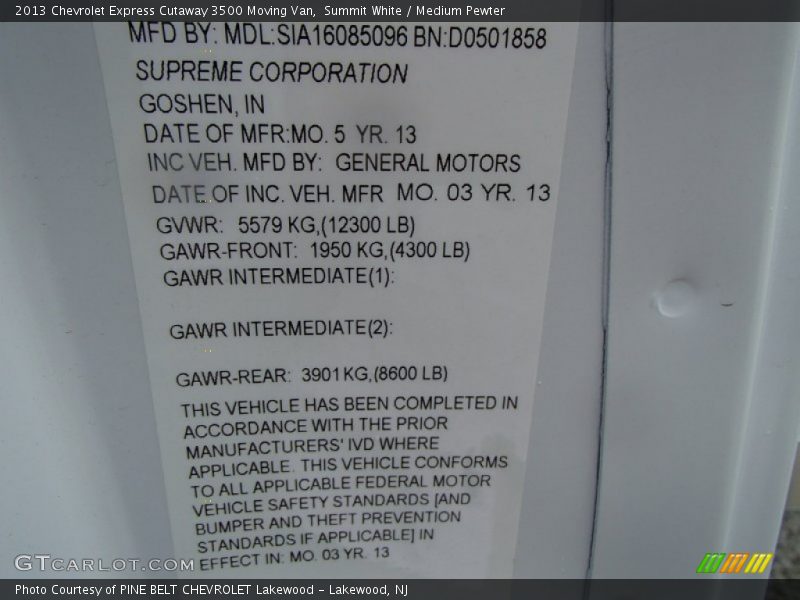 2013 Chevrolet Express Cutaway 3500 Moving Van, Summit White / Medium Pewter
MFD BY: MDL:SIA16085096 BN:D0501858
SUPREME CORPORATION
GOSHEN, IN
DATE OF MFR:MO. 5 YR. 13
INC VEH. MFD BY: GENERAL MOTORS
DATE OF INC. VEH. MFR MO. 03 YR. 13
GVWR: 5579 KG,(12300 LB)
GAWR-FRONT: 1950 KG,(4300 LB)
GAWR INTERMEDIATE(1):
GAWR INTERMEDIATE(2):
GAWR-REAR: 3901 KG,(8600 LB)
THIS VEHICLE HAS BEEN COMPLETED IN
ACCORDANCE WITH THE PRIOR
MANUFACTURERS' IVD WHERE
APPLICABLE. THIS VEHICLE CONFORMS
TO ALL APPLICABLE FEDERAL MOTOR
VEHICLE SAFETY STANDARDS [AND
BUMPER AND THEFT PREVENTION
STANDARDS IF APPLICABLE] IN
EFFECT IN: MO. 03 YR. 13
GTCARLOT.COM
Photo Courtesy of PINE BELT CHEVROLET Lakewood – Lakewood, NJ